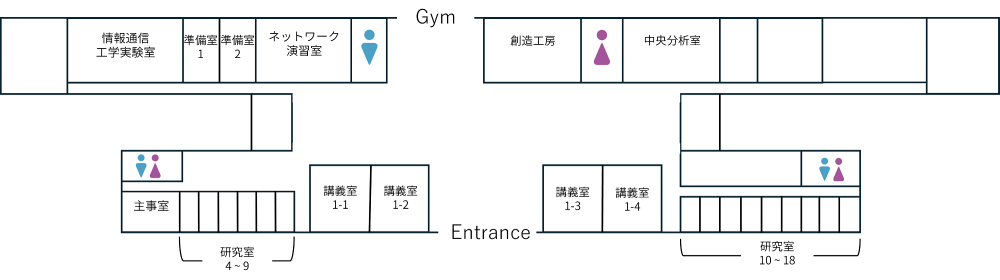 Gym
情報通信
工学実験室
準備室
1
準備室
2
ネットワーク
演習室
創造工房
中央分析室
主事室
講義室
1-1
講義室
1-2
講義室
1-3
講義室
1-4
Entrance
研究室
4 ~ 9
研究室
10 ~ 18